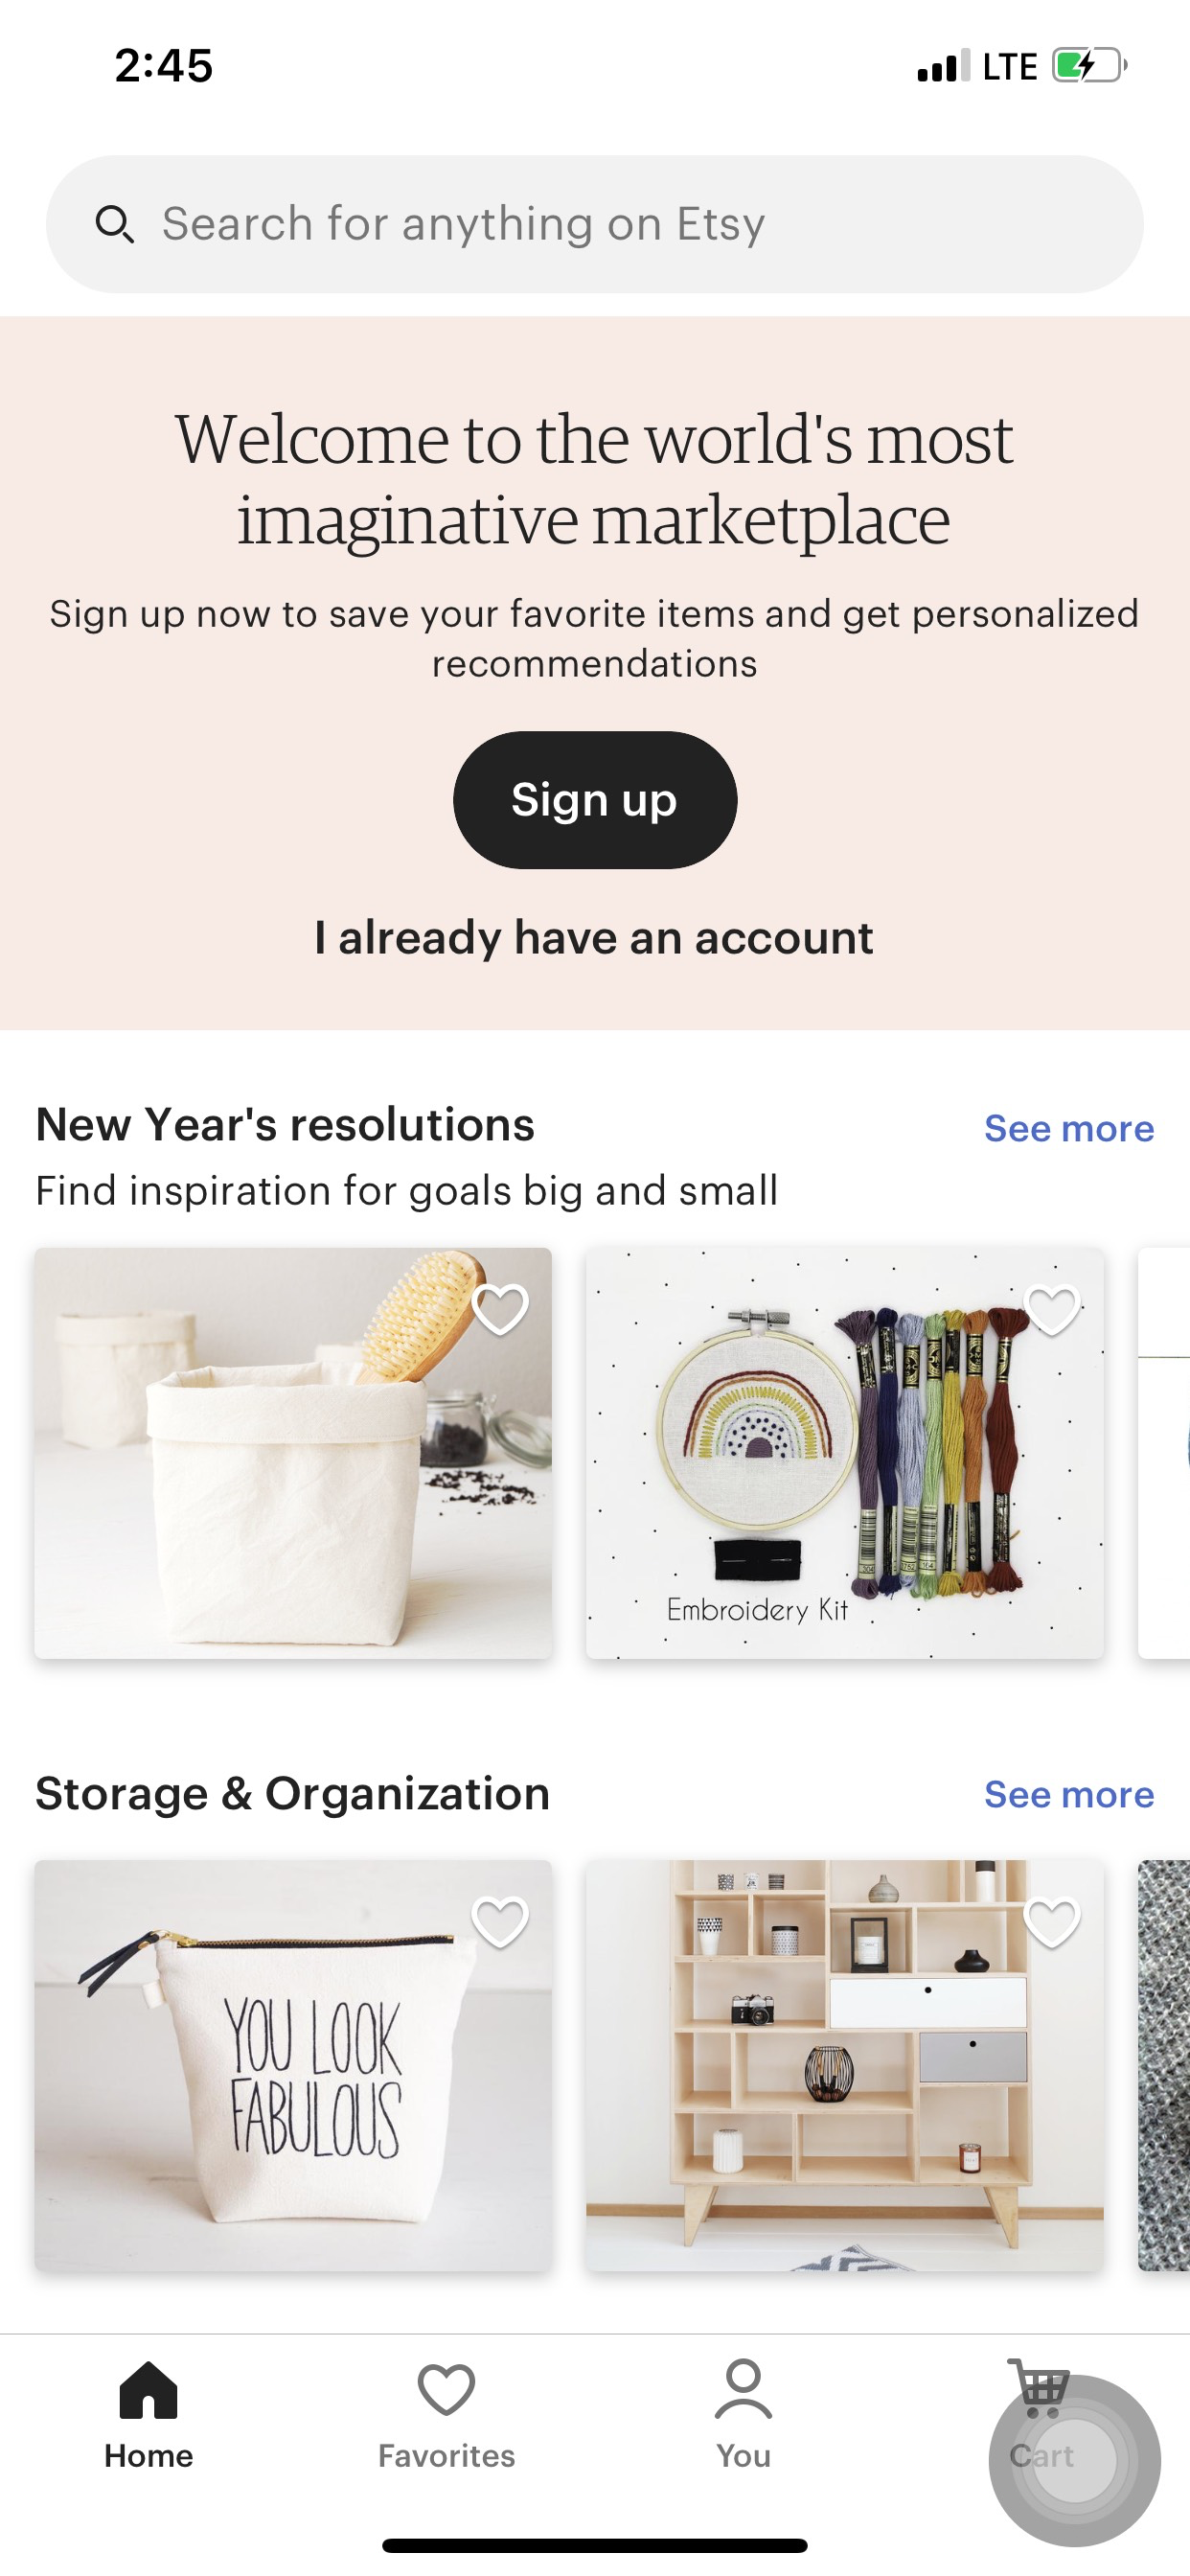 2:45
LTE
Search for anything on Etsy
Welcome to the world's most
imaginative marketplace
Sign up now to save your favorite items and get personalized
recommendations
Sign up
I already have an account
New Year's resolutions
See more
Find inspiration for goals big and small
Embroidery Kit
Storage & Organization
See more
YOU LOOK
FABULOUS
Home
Favorites
You
Cart